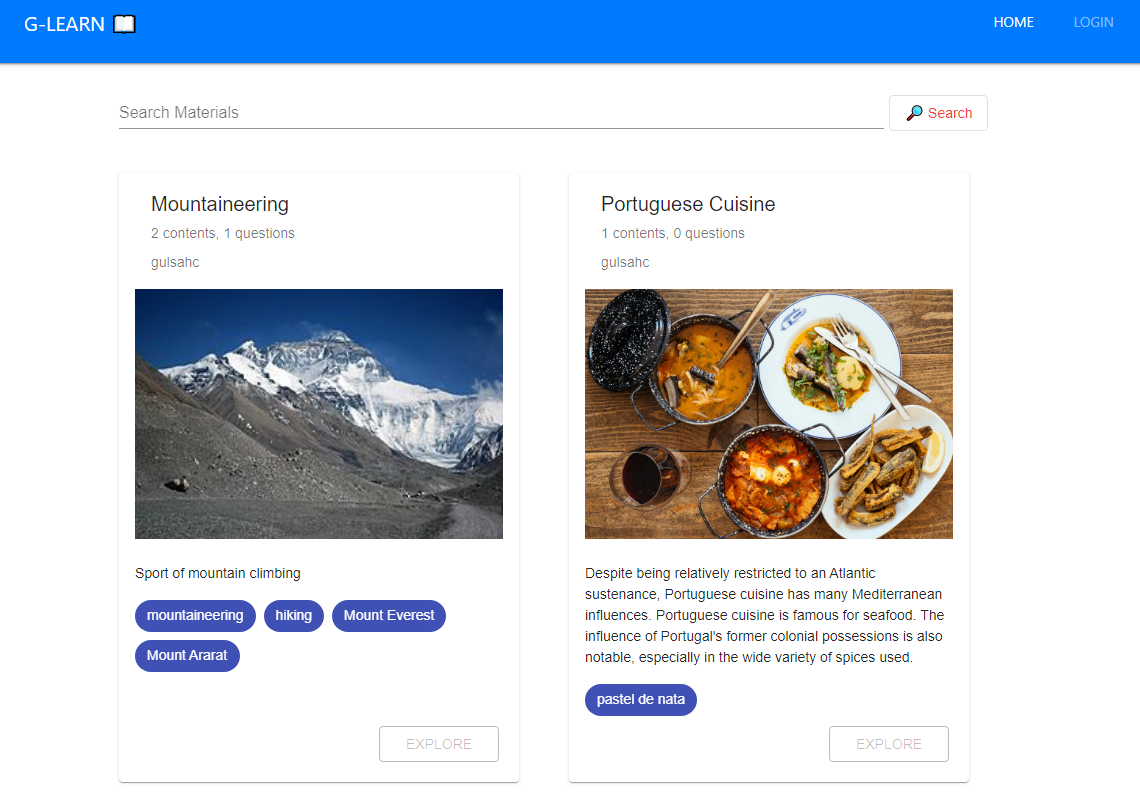 G-LEARN
HOME
LOGIN
Search Materials
Search
Mountaineering
2 contents, 1 questions
gulsahc
Sport of mountain climbing
mountaineering
hiking
Mount Everest
Mount Ararat
EXPLORE
Portuguese Cuisine
1 contents, 0 questions
gulsahc
Despite being relatively restricted to an Atlantic
sustenance, Portuguese cuisine has many Mediterranean
influences. Portuguese cuisine is famous for seafood. The
influence of Portugal's former colonial possessions is also
notable, especially in the wide variety of spices used.
pastel de nata
EXPLORE